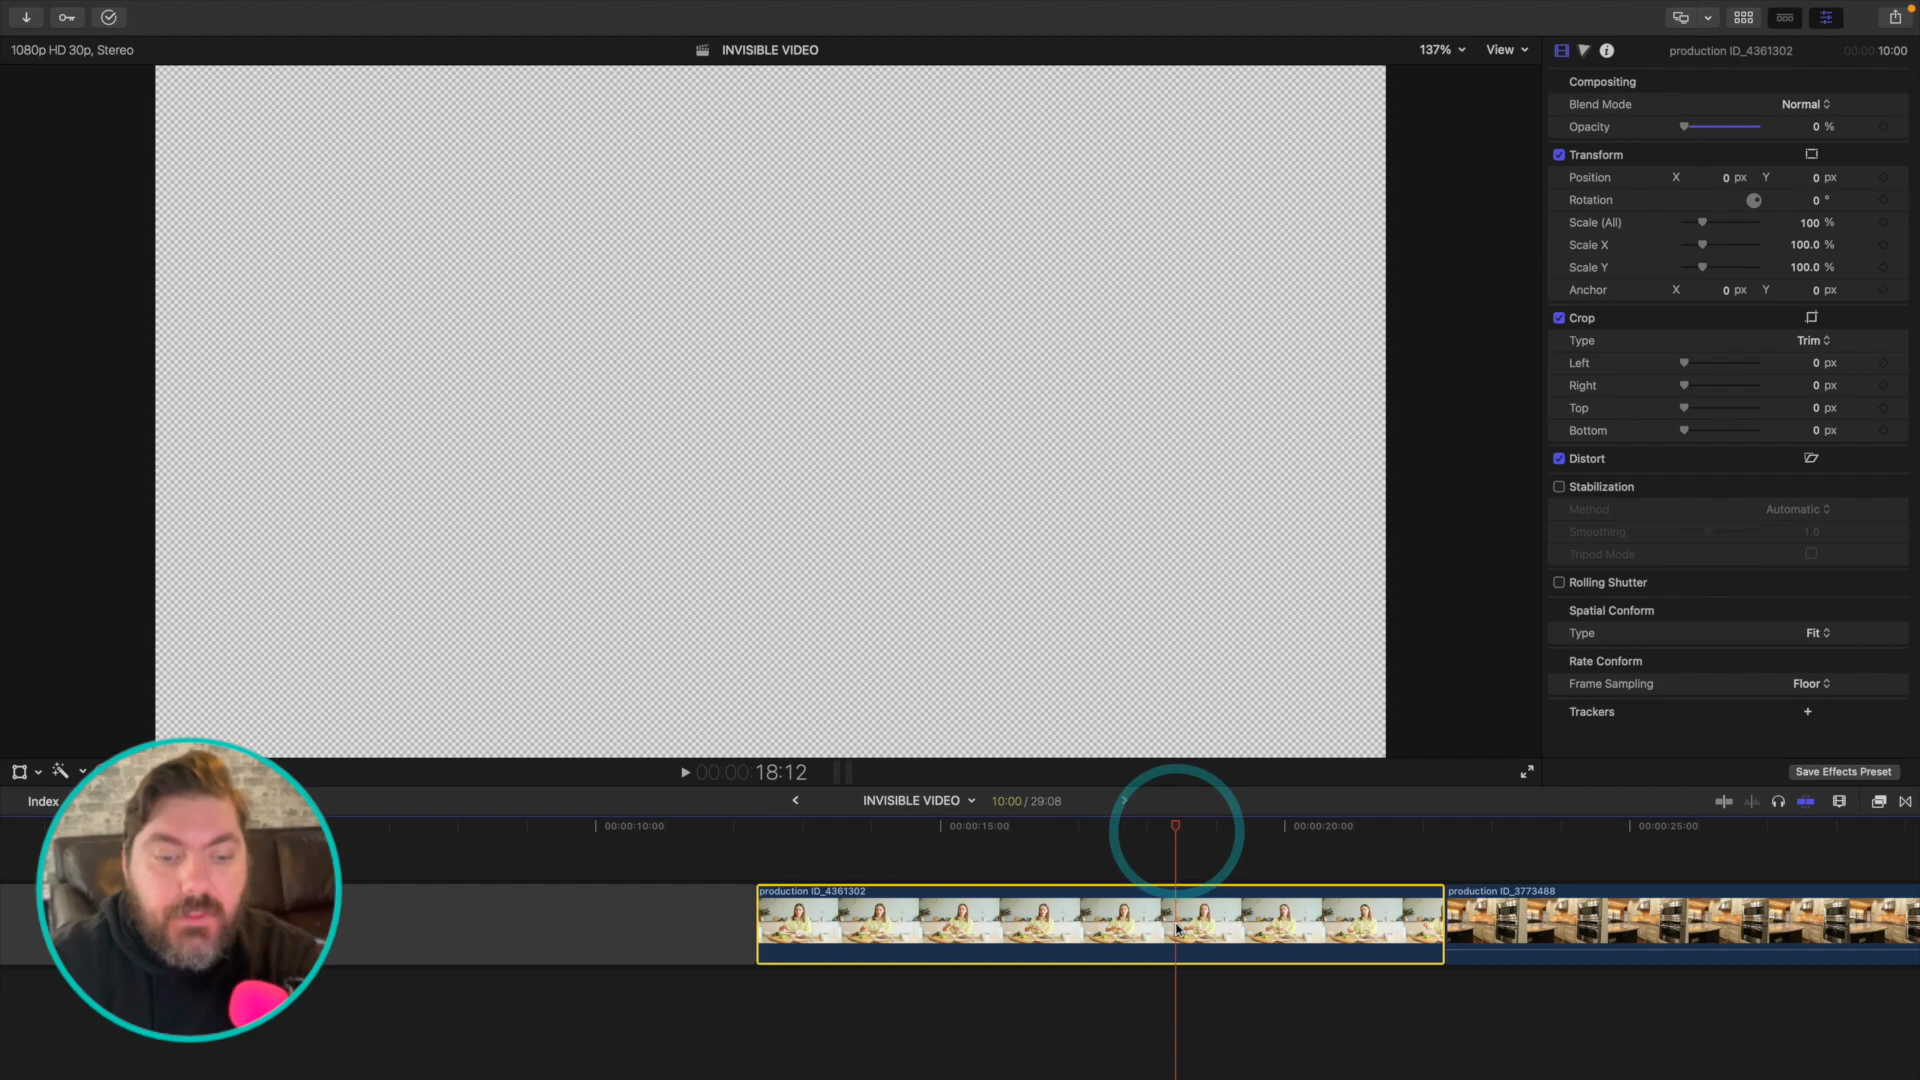 1080p HD 30p, Stereo
INVISIBLE VIDEO
137%
View
production ID_4361302
00:00:10:00
Compositing
Blend Mode Normal
Opacity 0 %
Transform
Position X 0 px Y 0 px
Rotation 0 °
Scale (All) 100 %
Scale X 100.0 %
Scale Y 100.0 %
Anchor X 0 px Y 0 px
Crop
Type Trim
Left 0 px
Right 0 px
Top 0 px
Bottom 0 px
Distort
Stabilization
Method Automatic
Smoothing 1.0
Tripod Mode
Rolling Shutter
Spatial Conform
Type Fit
Rate Conform
Frame Sampling Floor
Trackers +
00:00:18:12
Save Effects Preset
Index
INVISIBLE VIDEO
10:00 / 29:08
00:00:10:00
00:00:15:00
00:00:20:00
00:00:25:00
production ID_4361302
production ID_3773488